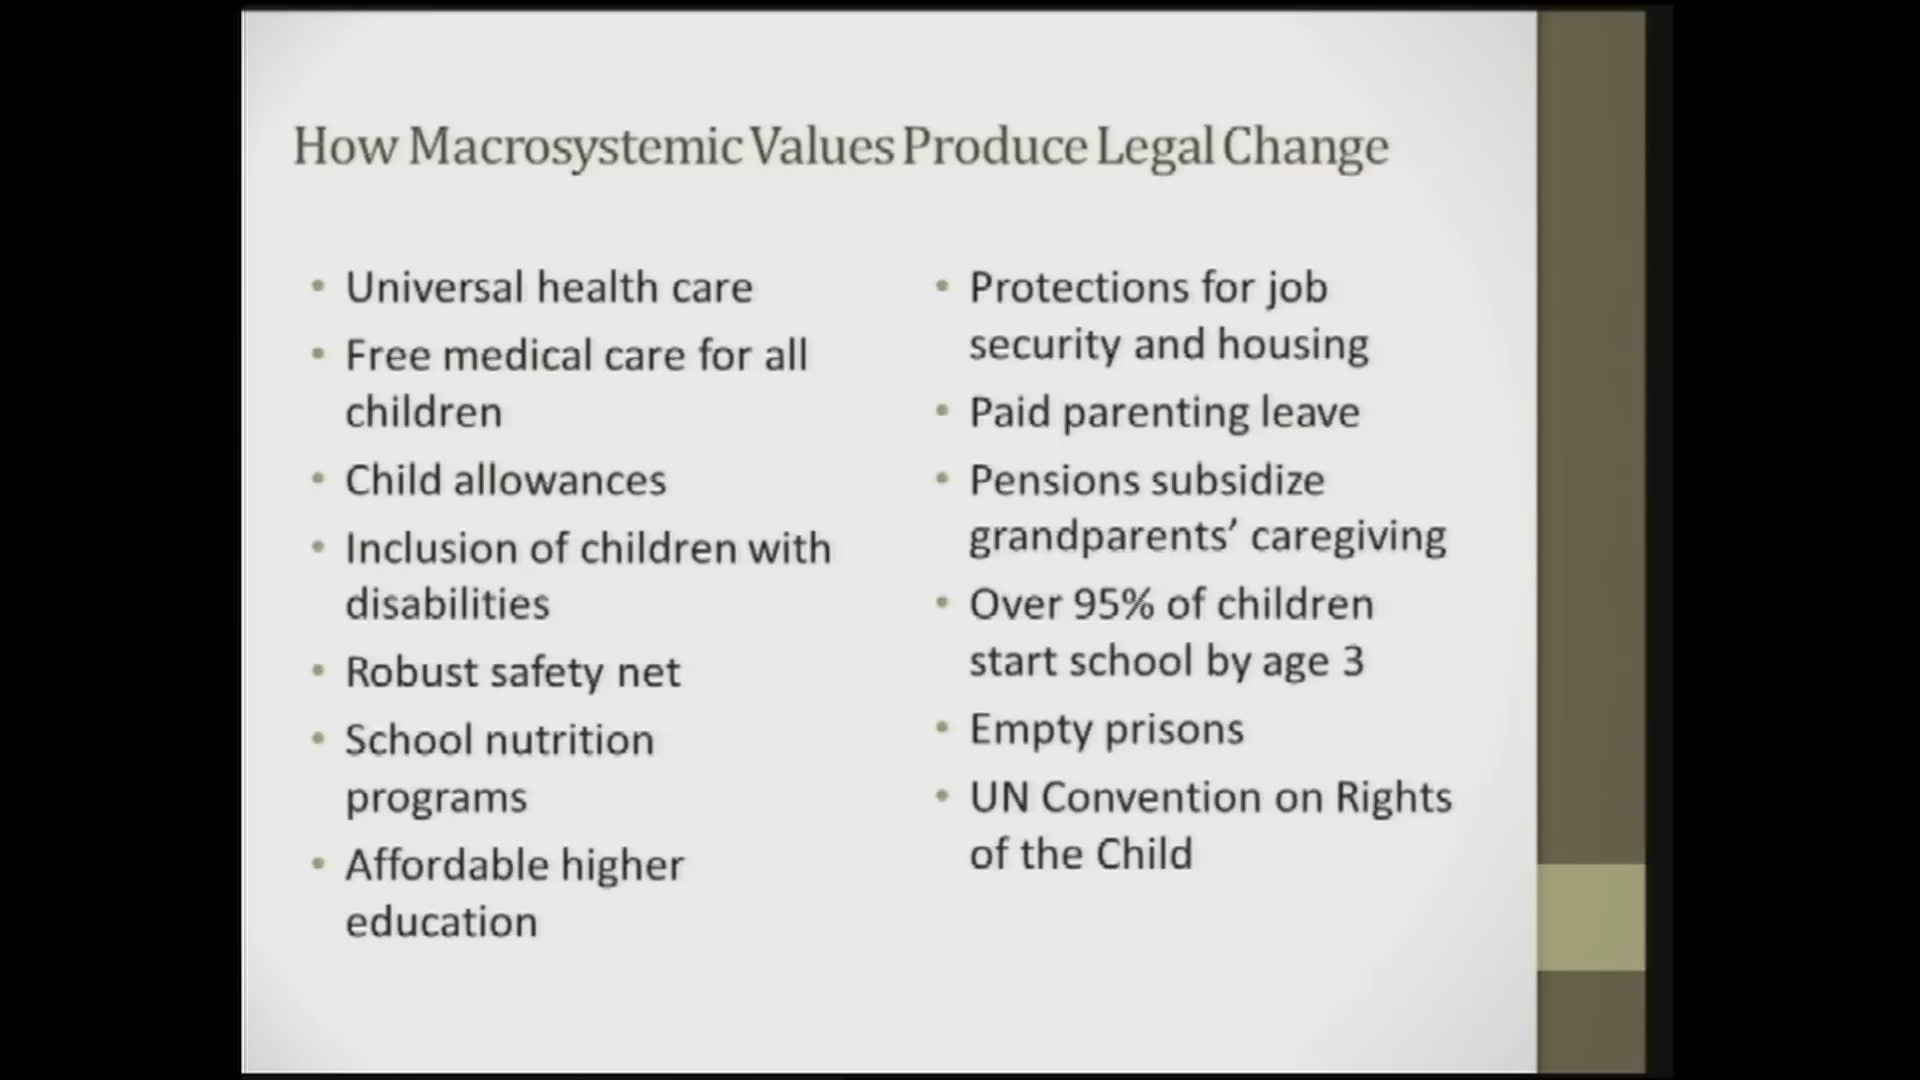 How Macrosystemic Values Produce Legal Change
• Universal health care
• Free medical care for all
children
• Child allowances
• Inclusion of children with
disabilities
• Robust safety net
• School nutrition
programs
• Affordable higher
education
• Protections for job
security and housing
• Paid parenting leave
• Pensions subsidize
grandparents’ caregiving
• Over 95% of children
start school by age 3
• Empty prisons
• UN Convention on Rights
of the Child